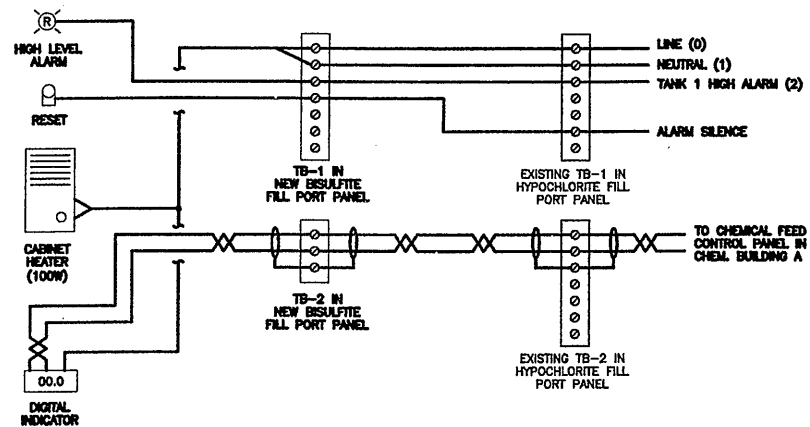 R
HIGH LEVEL
ALARM
RESET
CABINET
HEATER
(100W)
00.0
DIGITAL
INDICATOR
TB-1 IN
NEW BISULFITE
FILL PORT PANEL
TB-2 IN
NEW BISULFITE
FILL PORT PANEL
EXISTING TB-1 IN
HYPOCHLORITE FILL
PORT PANEL
EXISTING TB-2 IN
HYPOCHLORITE FILL
PORT PANEL
LINE (0)
NEUTRAL (1)
TANK 1 HIGH ALARM (2)
ALARM SILENCE
TO CHEMICAL FEED
CONTROL PANEL IN
CHEM. BUILDING A